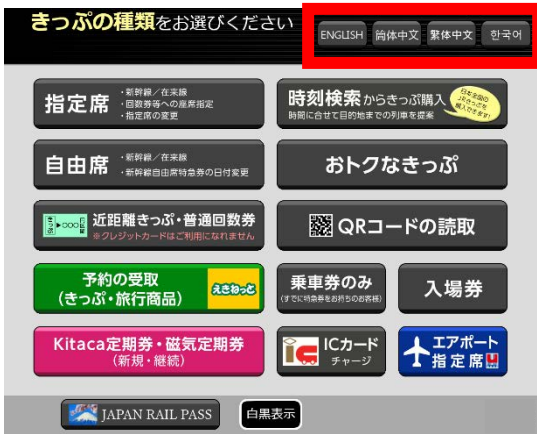 きっぷの種類をお選びください
ENGLISH
简体中文
繁体中文
한국어
指定席
・新幹線／在来線
・回数券等への座席指定
・指定席の変更
時刻検索からきっぷ購入
時間に合せて目的地までの列車を提案
日本全国の
JRきっぷを
購入できます!
自由席
・新幹線／在来線
・新幹線自由席特急券の日付変更
おトクなきっぷ
近距離きっぷ・普通回数券
※クレジットカードはご利用になれません
QRコードの読取
予約の受取
(きっぷ・旅行商品)
えきねっと
乗車券のみ
(すでに特急券をお持ちのお客様)
入場券
Kitaca定期券・磁気定期券
(新規・継続)
ICカード
チャージ
エアポート
指定席
JAPAN RAIL PASS
白黒表示